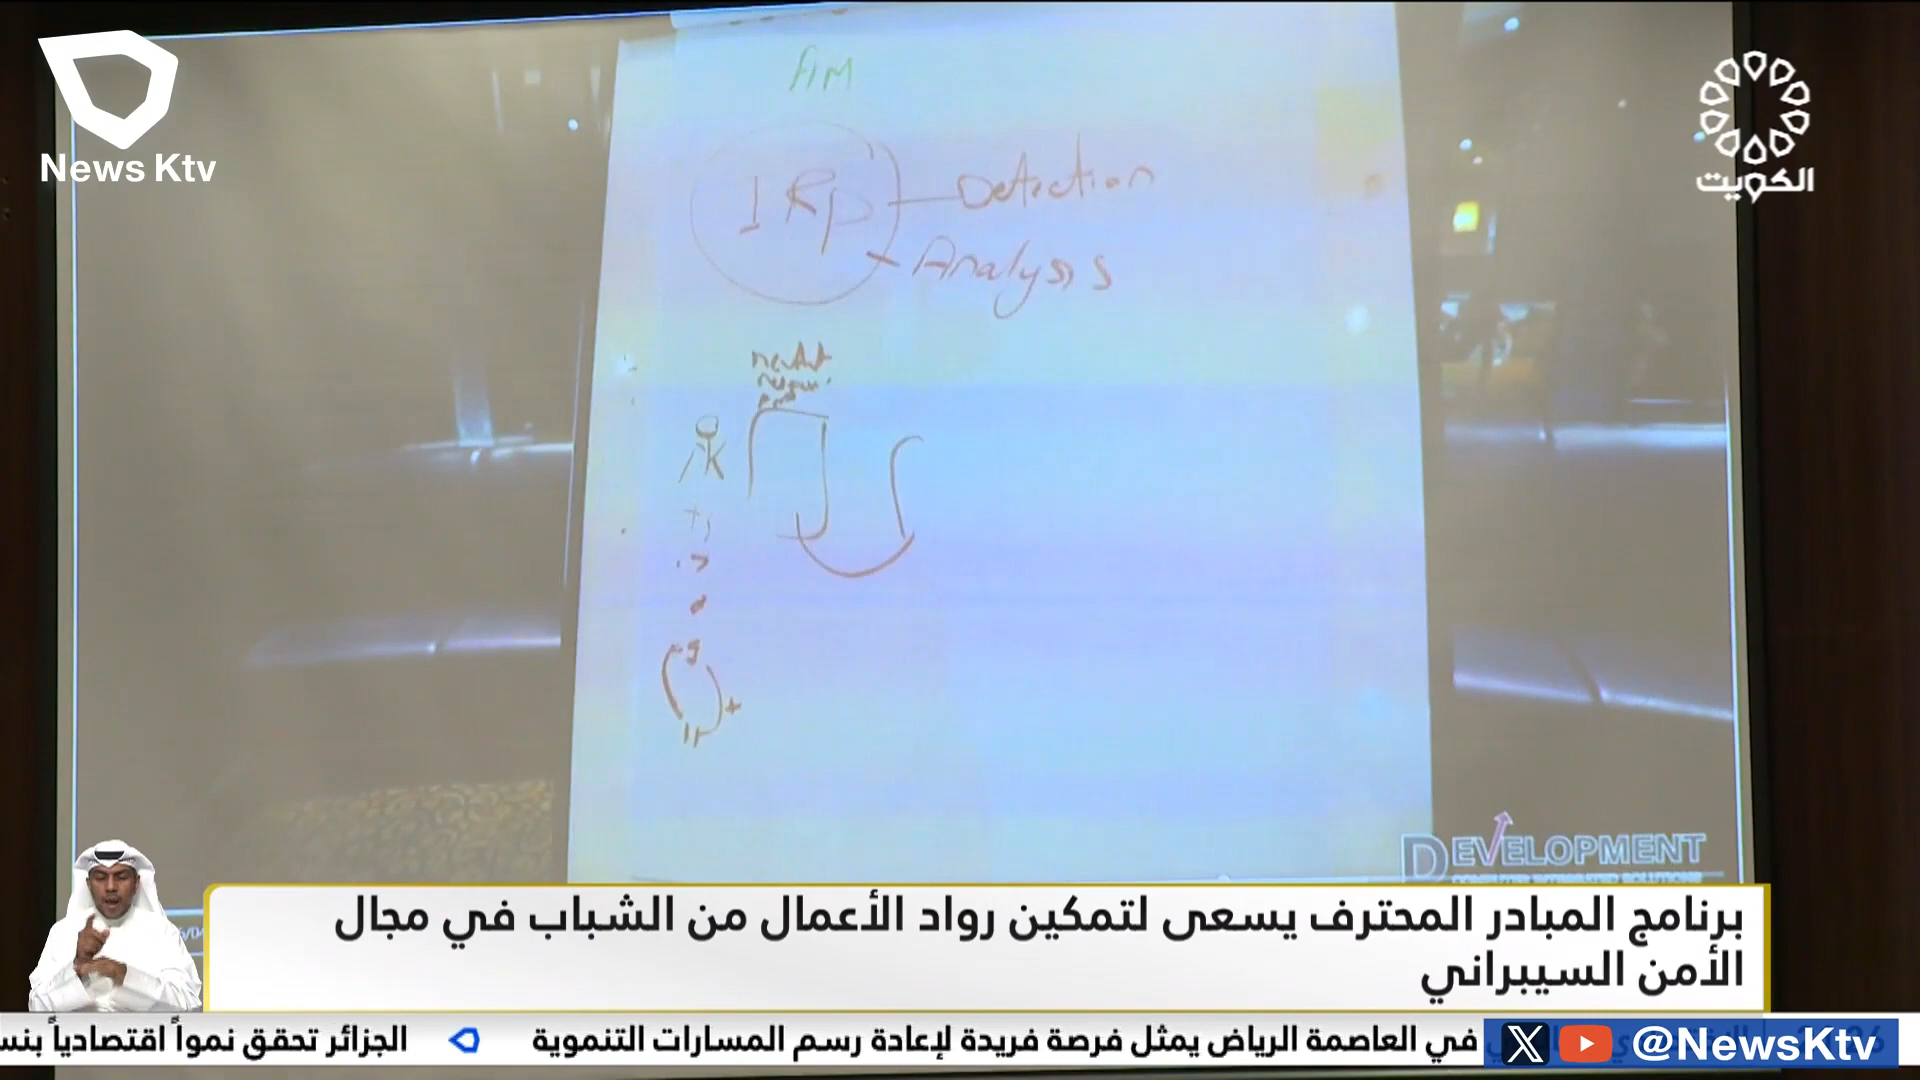 News Ktv
الكويت
AIM
IRP
Detection
Analysis
DEVELOPMENT
برنامج المبادر المحترف يسعى لتمكين رواد الأعمال من الشباب في مجال
الأمن السيبراني
في العاصمة الرياض يمثل فرصة فريدة لإعادة رسم المسارات التنموية
الجزائر تحقق نمواً اقتصادياً
@NewsKtv